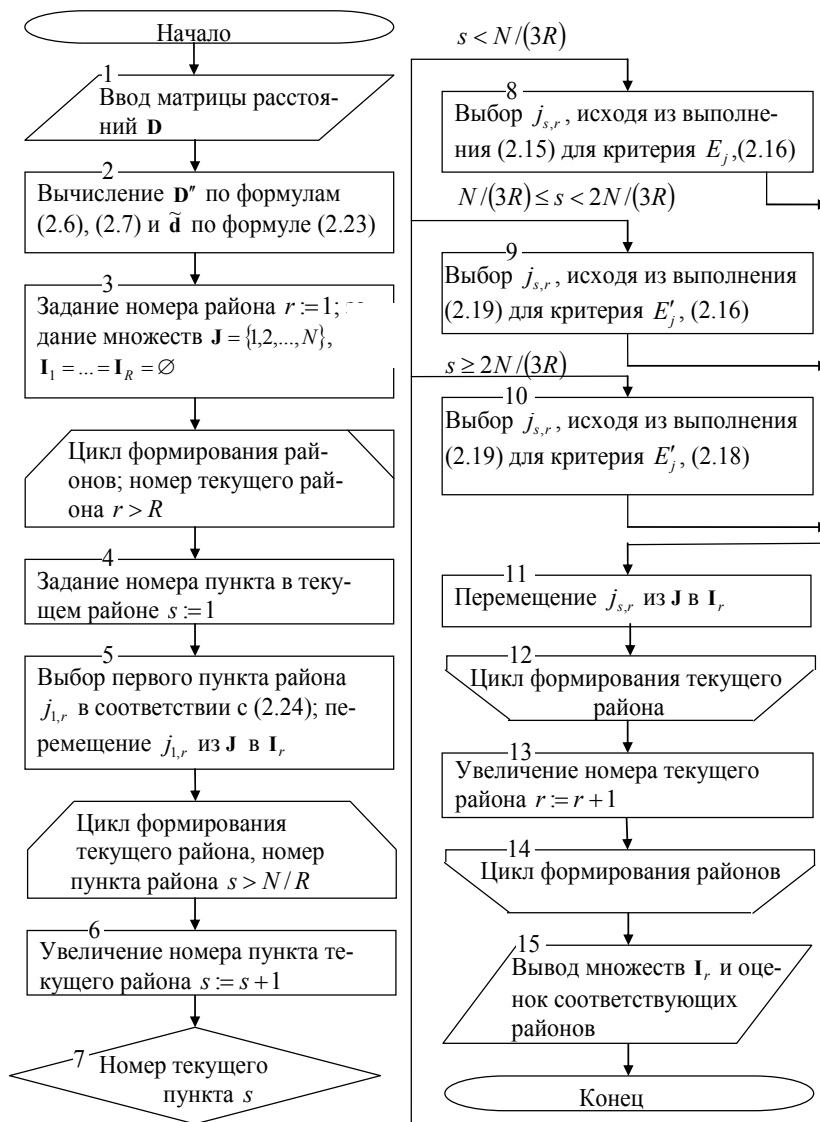 Начало
1
Ввод матрицы расстоя-
ний D
2
Вычисление D″ по формулам
(2.6), (2.7) и d̃ по формуле (2.23)
3
Задание номера района r := 1;
дание множеств J = {1,2,...,N},
I₁ = ... = I_R = ∅
Цикл формирования рай-
онов; номер текущего рай-
она r > R
4
Задание номера пункта в теку-
щем районе s := 1
5
Выбор первого пункта района
j₁,ᵣ в соответствии с (2.24); пе-
ремещение j₁,ᵣ из J в Iᵣ
Цикл формирования
текущего района, номер
пункта района s > N/R
6
Увеличение номера пункта те-
кущего района s := s + 1
7
Номер текущего
пункта s
s < N/(3R)
8
Выбор jₛ,ᵣ, исходя из выполне-
ния (2.15) для критерия Eⱼ,(2.16)
N/(3R) ≤ s < 2N/(3R)
9
Выбор jₛ,ᵣ, исходя из выполнения
(2.19) для критерия E′ⱼ, (2.16)
s ≥ 2N/(3R)
10
Выбор jₛ,ᵣ, исходя из выполнения
(2.19) для критерия E′ⱼ, (2.18)
11
Перемещение jₛ,ᵣ из J в Iᵣ
12
Цикл формирования текущего
района
13
Увеличение номера текущего
района r := r + 1
14
Цикл формирования районов
15
Вывод множеств Iᵣ и оце-
нок соответствующих
районов
Конец